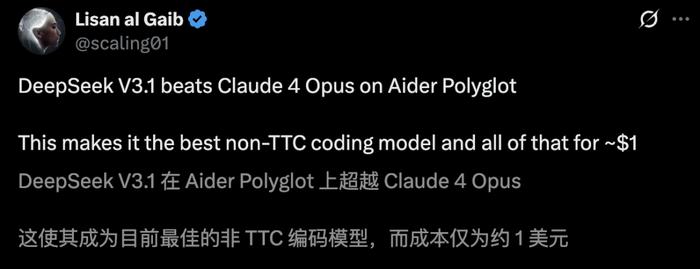 Lisan al Gaib
@scaling01
DeepSeek V3.1 beats Claude 4 Opus on Aider Polyglot
This makes it the best non-TTC coding model and all of that for ~$1
DeepSeek V3.1 在 Aider Polyglot 上超越 Claude 4 Opus
这使其成为目前最佳的非 TTC 编码模型，而成本仅为约 1 美元